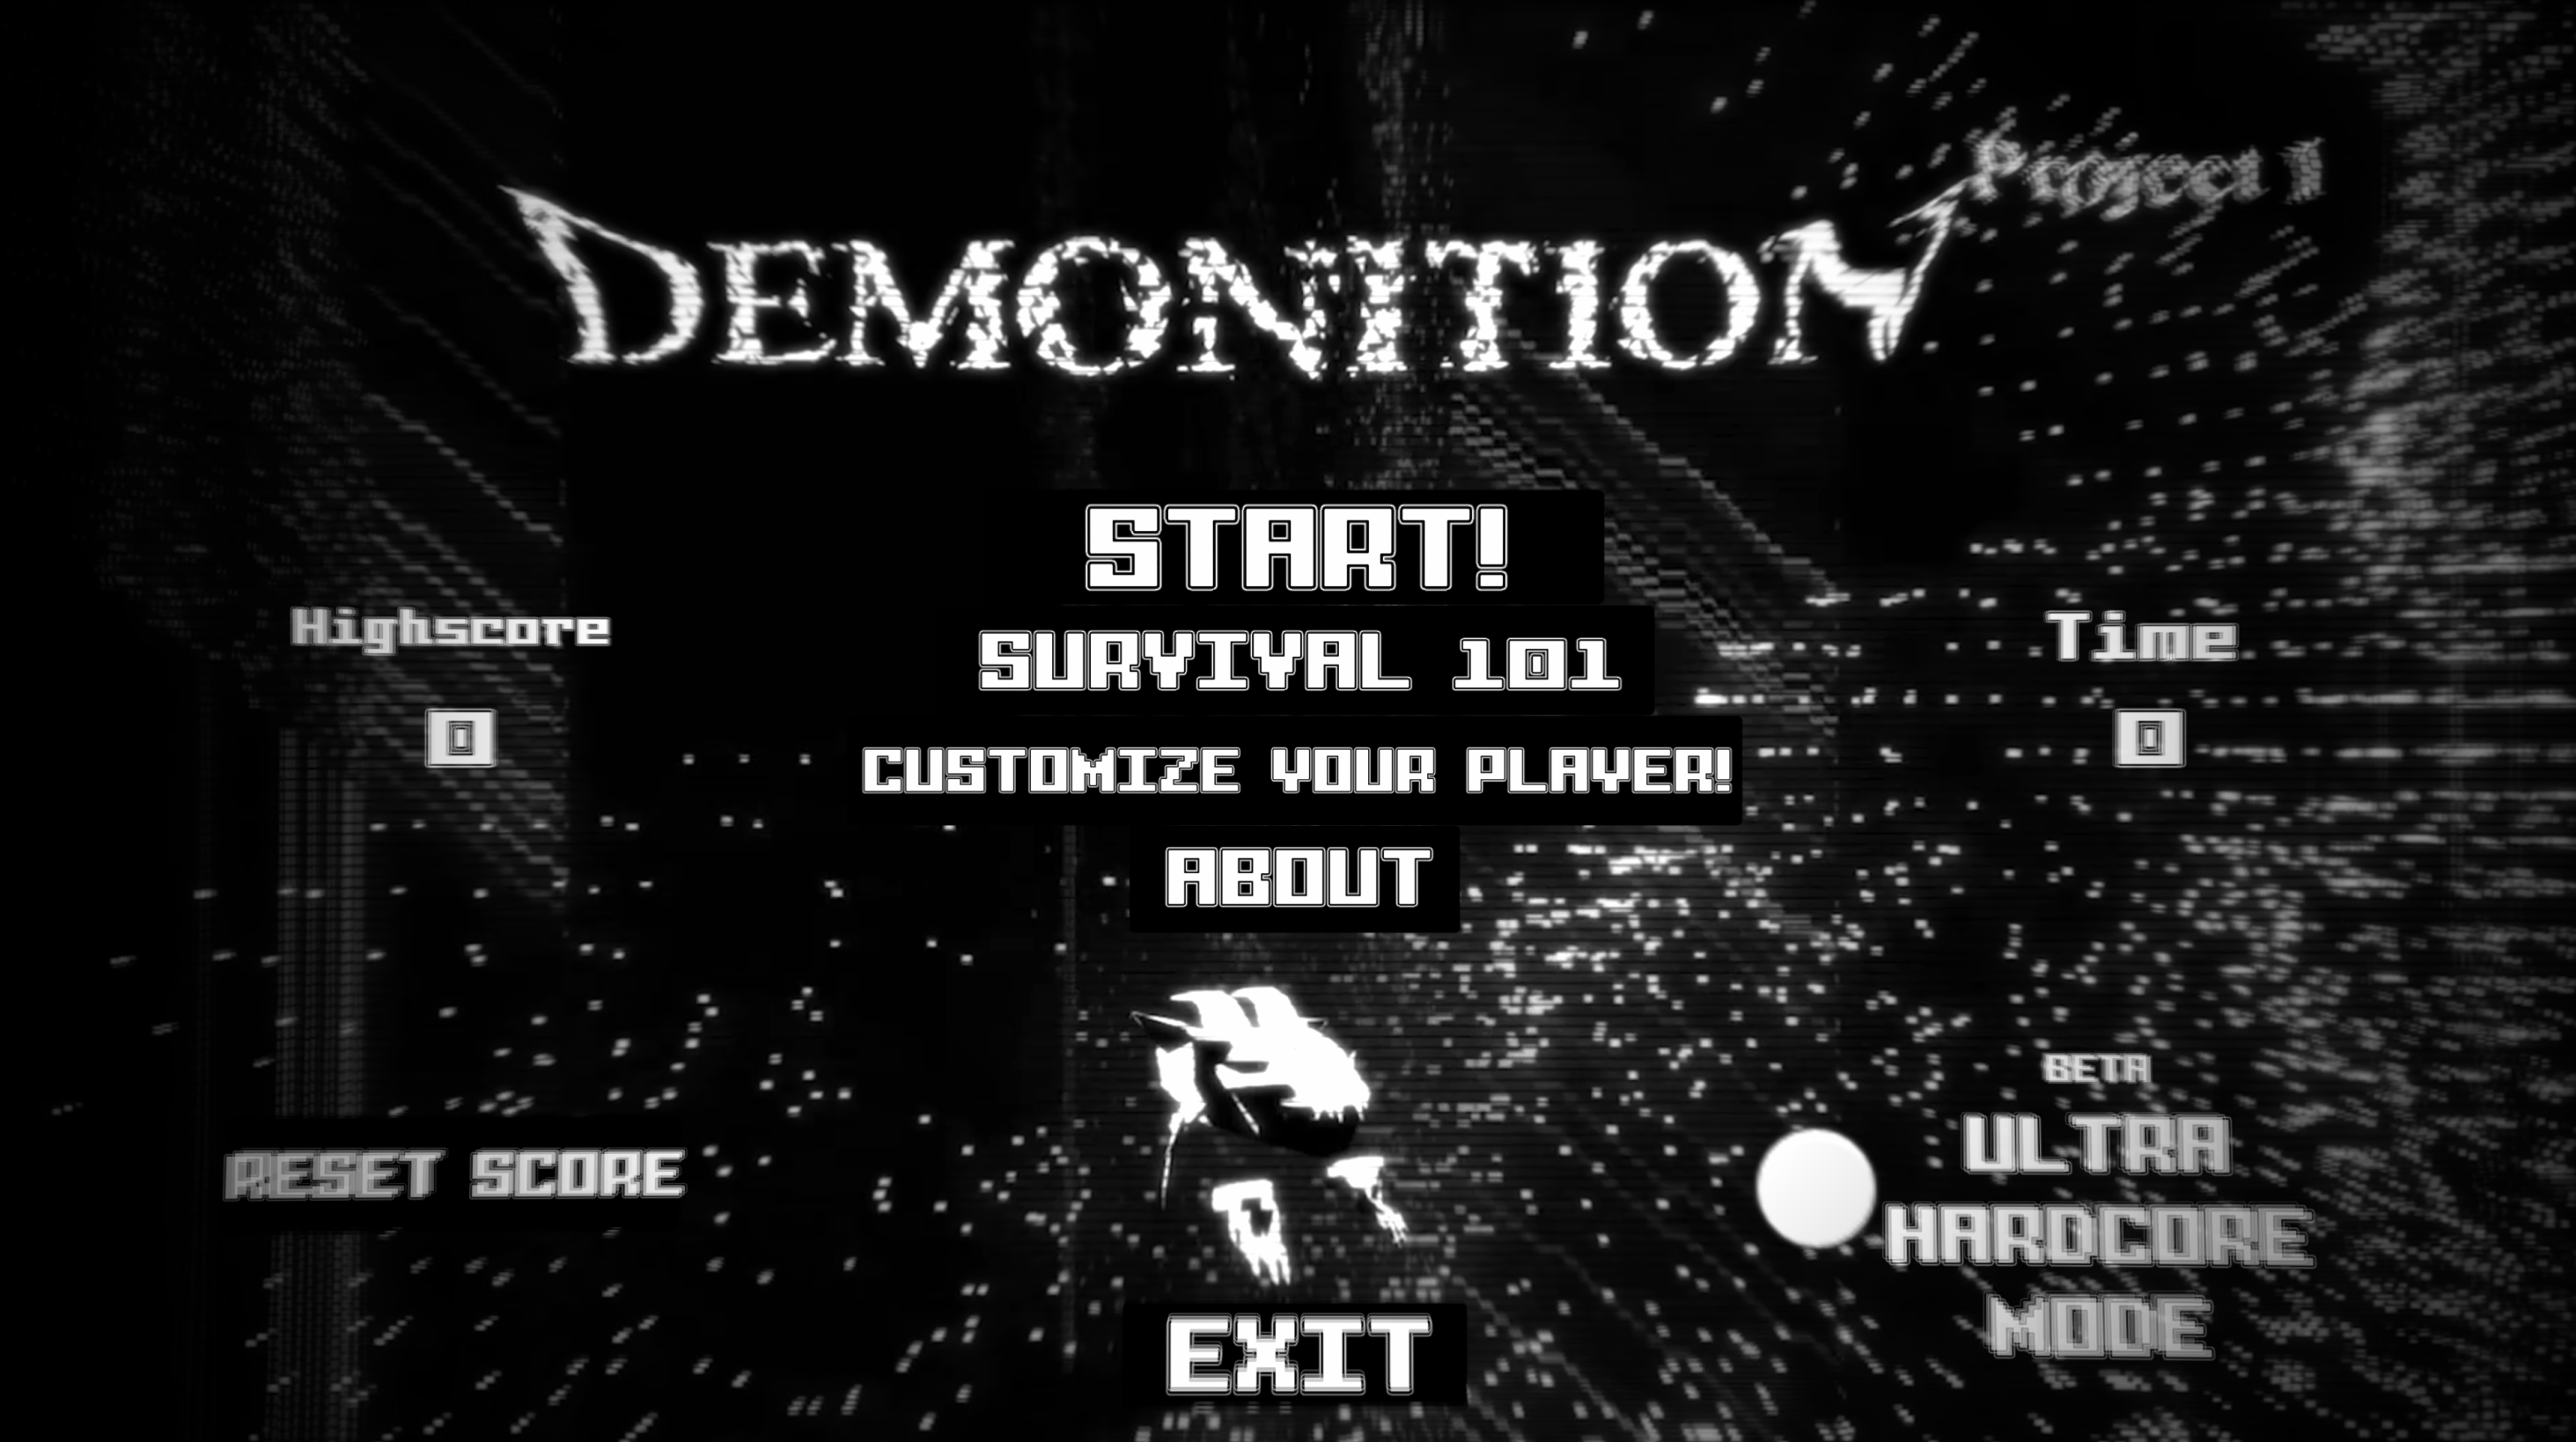 Project 1
DEMONITION
START!
SURVIVAL 101
Highscore
Time
0
0
CUSTOMIZE YOUR PLAYER!
ABOUT
BETA
ULTRA
HARDCORE
MODE
RESET SCORE
EXIT